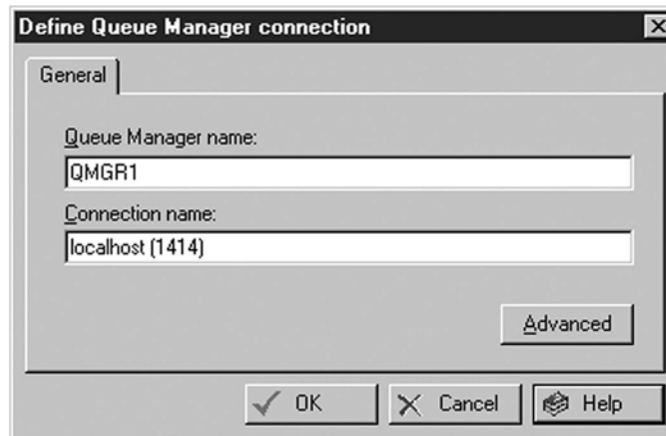 Define Queue Manager connection
General
Queue Manager name:
QMGR1
Connection name:
localhost (1414)
Advanced
OK Cancel Help